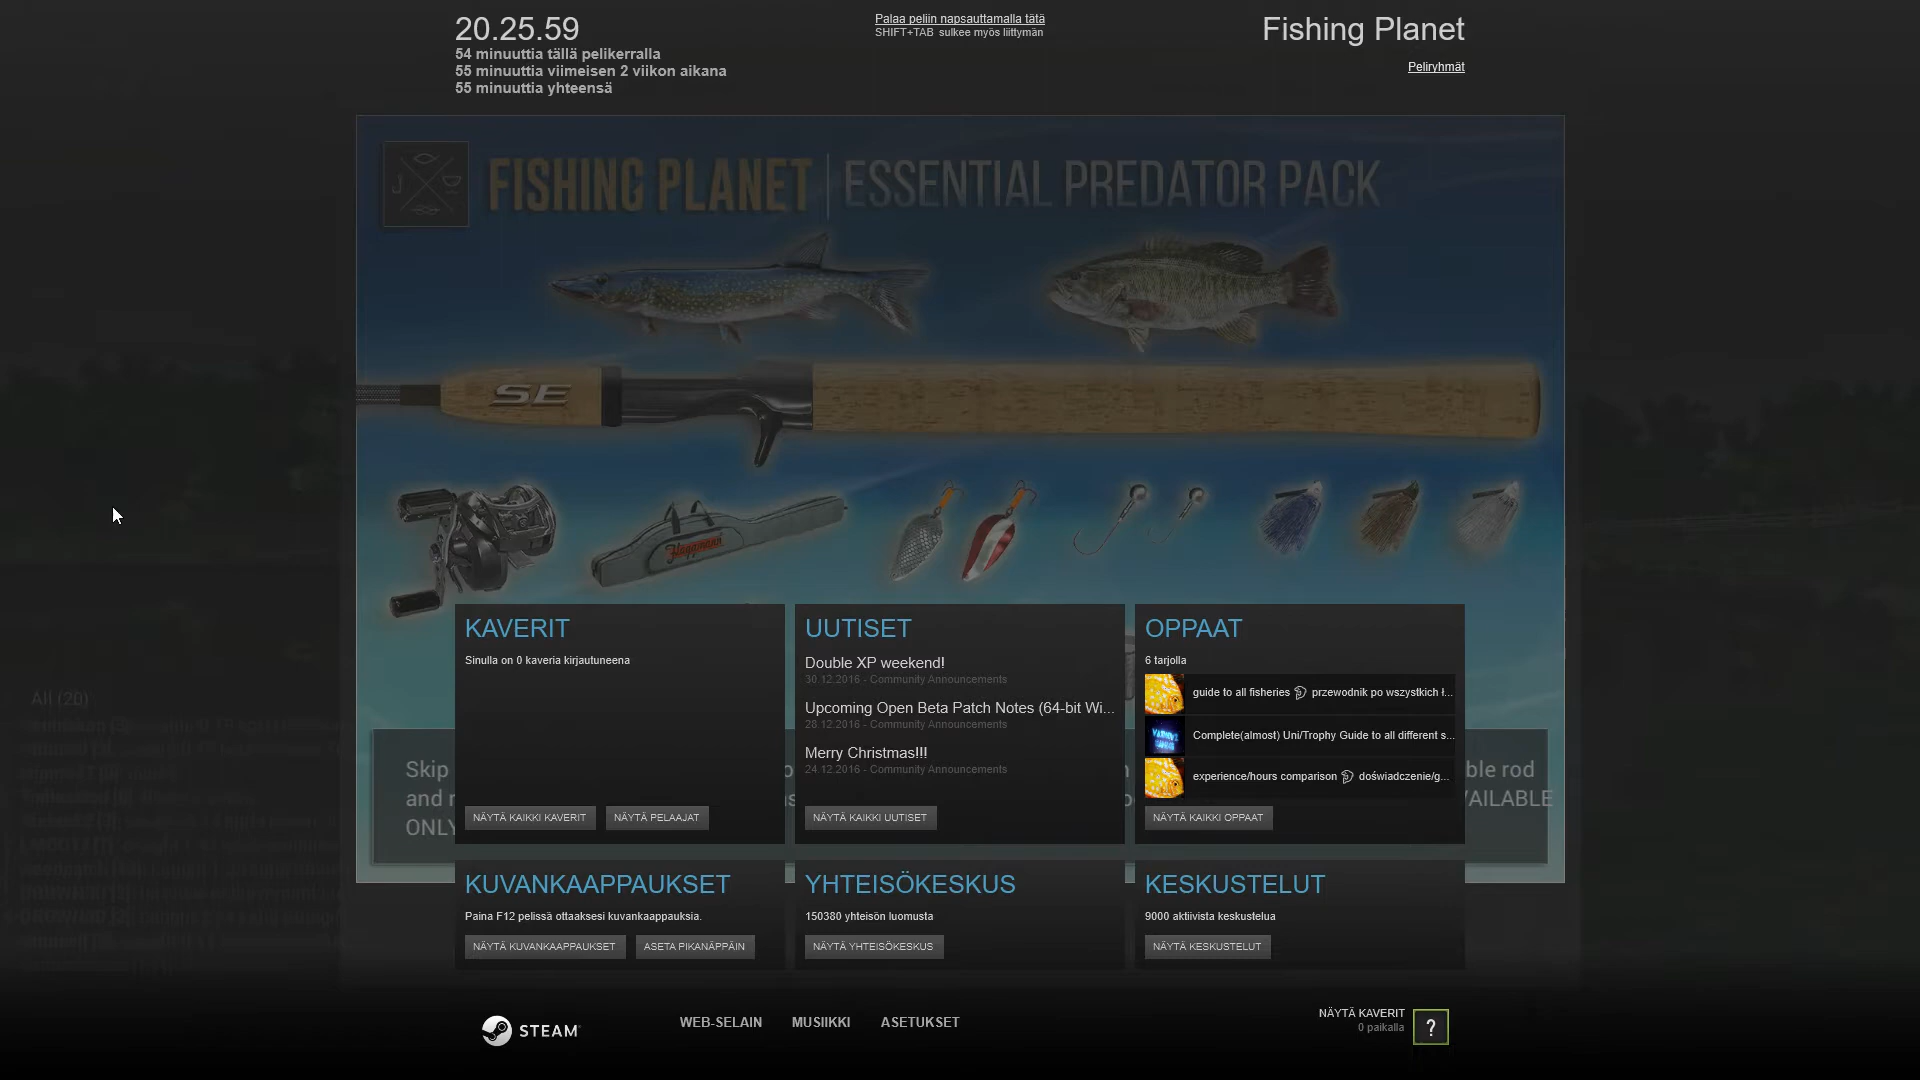 20.25.59
54 minuuttia tällä pelikerralla
55 minuuttia viimeisen 2 viikon aikana
55 minuuttia yhteensä
Palaa peliin napsauttamalla tätä
SHIFT+TAB sulkee myös liittymän
Fishing Planet
Peliryhmät
J
FISHING PLANET | ESSENTIAL PREDATOR PACK
SE
All (20)
Skip
and
ONLY
ble rod
VAILABLE
KAVERIT
Sinulla on 0 kaveria kirjautuneena
NÄYTÄ KAIKKI KAVERIT
NÄYTÄ PELAAJAT
UUTISET
Double XP weekend!
30.12.2016 - Community Announcements
Upcoming Open Beta Patch Notes (64-bit Wi...
28.12.2016 - Community Announcements
Merry Christmas!!!
24.12.2016 - Community Announcements
NÄYTÄ KAIKKI UUTISET
OPPAAT
6 tarjolla
guide to all fisheries przewodnik po wszystkich ł...
Complete(almost) Uni/Trophy Guide to all different s...
experience/hours comparison doświadczenie/g...
NÄYTÄ KAIKKI OPPAAT
KUVANKAAPPAUKSET
Paina F12 pelissä ottaaksesi kuvankaappauksia.
NÄYTÄ KUVANKAAPPAUKSET
ASETA PIKANÄPPÄIN
YHTEISÖKESKUS
150380 yhteisön luomusta
NÄYTÄ YHTEISÖKESKUS
KESKUSTELUT
9000 aktiivista keskustelua
NÄYTÄ KESKUSTELUT
STEAM
WEB-SELAIN
MUSIIKKI
ASETUKSET
NÄYTÄ KAVERIT
0 paikalla
?